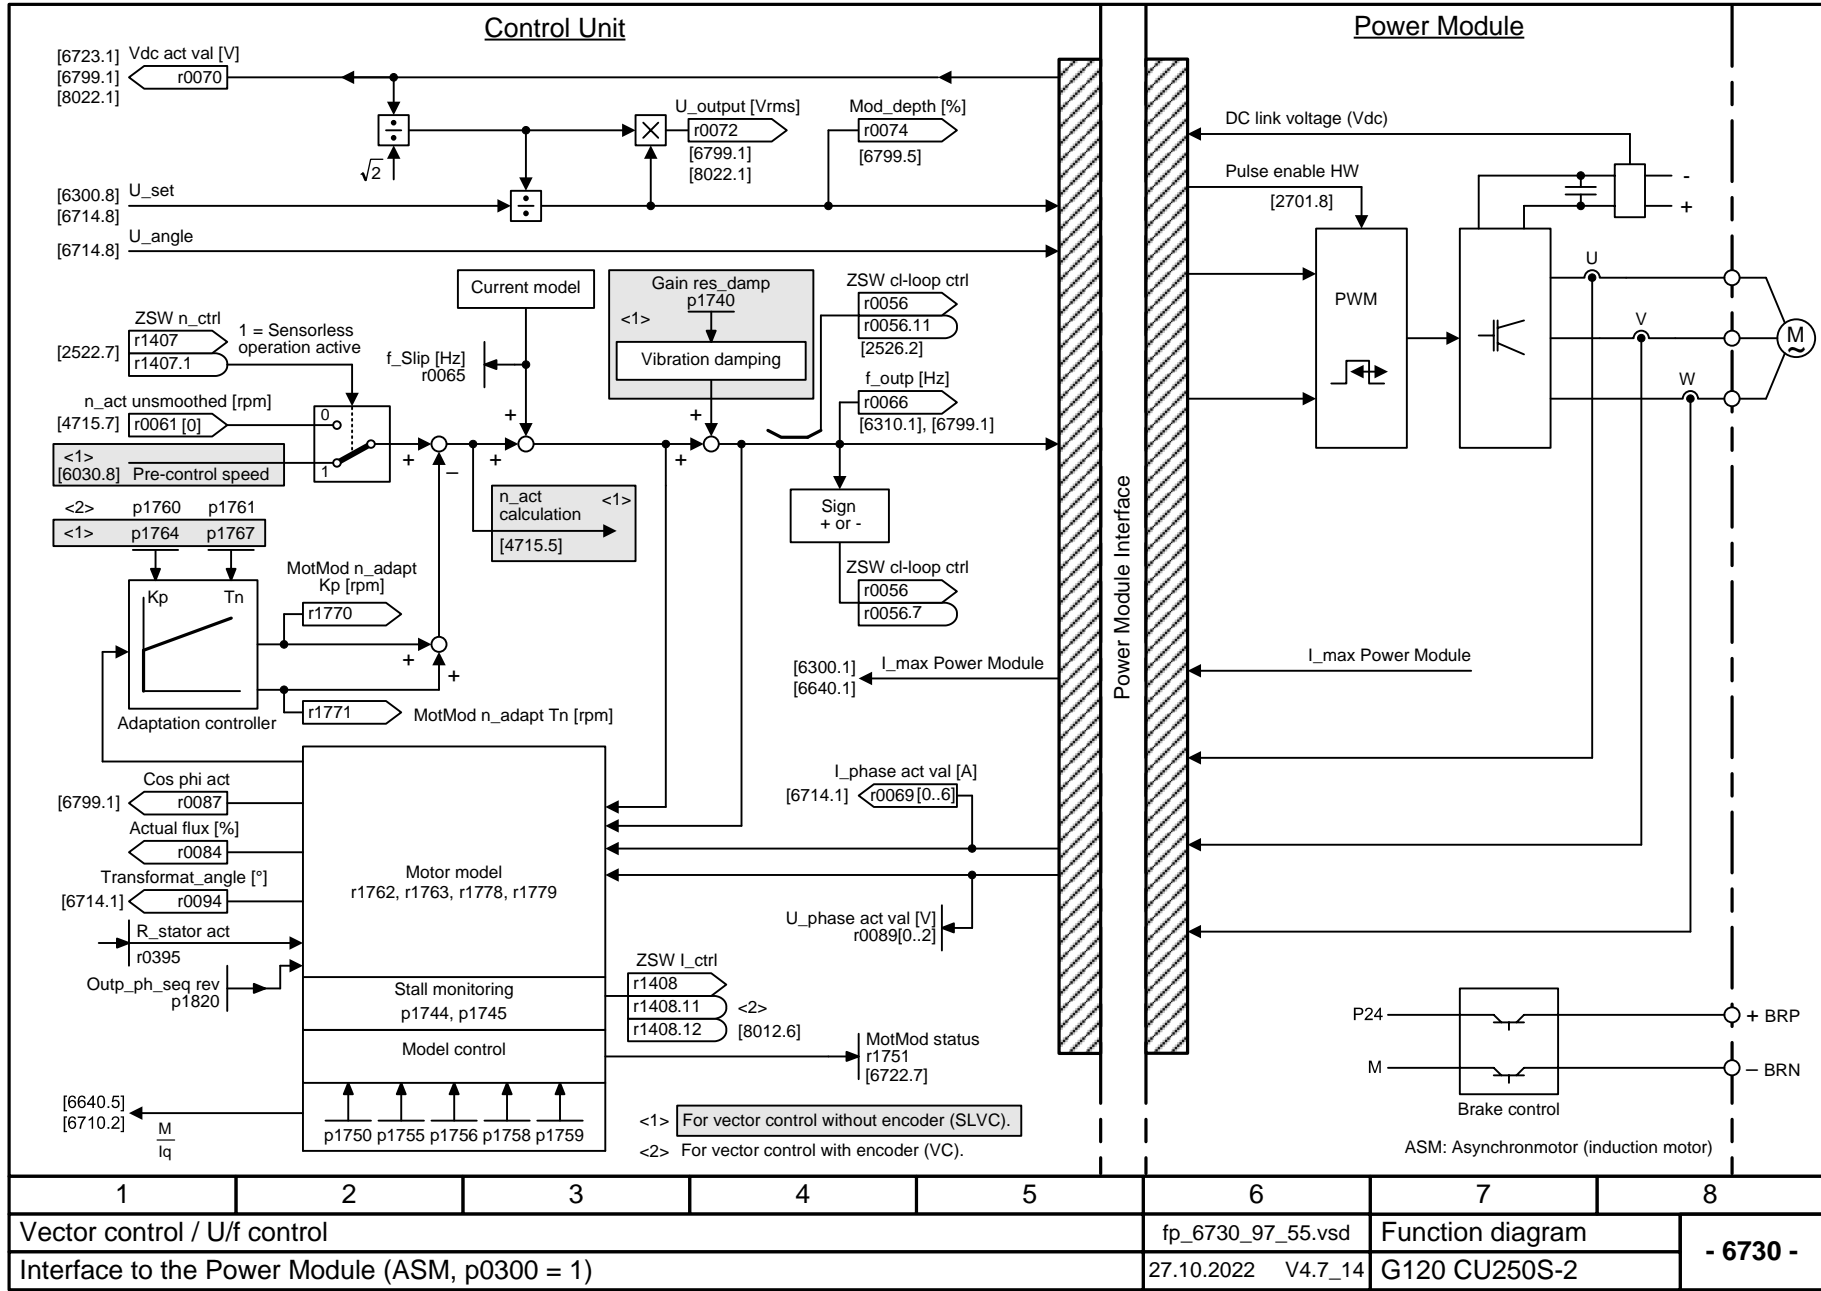 Control Unit
Power Module
[6723.1] Vdc act val [V]
[6799.1] r0070
[8022.1]
U_output [Vrms]
r0072
[6799.1]
[8022.1]
Mod_depth [%]
r0074
[6799.5]
÷
√2
×
÷
[6300.8] U_set
[6714.8]
U_angle
[6714.8]
DC link voltage (Vdc)
Pulse enable HW
[2701.8]
-
+
PWM
U
V
W
M
~
Current model
Gain res_damp
p1740
<1>
Vibration damping
ZSW cl-loop ctrl
r0056
r0056.11
[2526.2]
ZSW n_ctrl
r1407
[2522.7]
r1407.1
1 = Sensorless
operation active
f_Slip [Hz]
r0065
f_outp [Hz]
r0066
[6310.1], [6799.1]
n_act unsmoothed [rpm]
[4715.7] r0061 [0]
0
1
<1>
[6030.8] Pre-control speed
+
–
+
+
+
+
n_act <1>
calculation
[4715.5]
Sign
+ or -
ZSW cl-loop ctrl
r0056
r0056.7
<2> p1760 p1761
<1> p1764 p1767
Kp Tn
MotMod n_adapt
Kp [rpm]
r1770
+
+
r1771 MotMod n_adapt Tn [rpm]
Adaptation controller
[6300.1] I_max Power Module
[6640.1]
Power Module Interface
I_max Power Module
Cos phi act
[6799.1] r0087
Actual flux [%]
r0084
Transformat_angle [°]
[6714.1] r0094
R_stator act
r0395
Outp_ph_seq rev
p1820
Motor model
r1762, r1763, r1778, r1779
Stall monitoring
p1744, p1745
Model control
p1750 p1755 p1756 p1758 p1759
I_phase act val [A]
[6714.1] r0069 [0..6]
U_phase act val [V]
r0089[0..2]
ZSW I_ctrl
r1408
r1408.11 <2>
r1408.12 [8012.6]
MotMod status
r1751
[6722.7]
[6640.5]
[6710.2]
M
Iq
<1> For vector control without encoder (SLVC).
<2> For vector control with encoder (VC).
P24
M
+ BRP
– BRN
Brake control
ASM: Asynchronmotor (induction motor)
1 2 3 4 5 6 7 8
Vector control / U/f control
fp_6730_97_55.vsd Function diagram
- 6730 -
Interface to the Power Module (ASM, p0300 = 1)
27.10.2022 V4.7_14 G120 CU250S-2